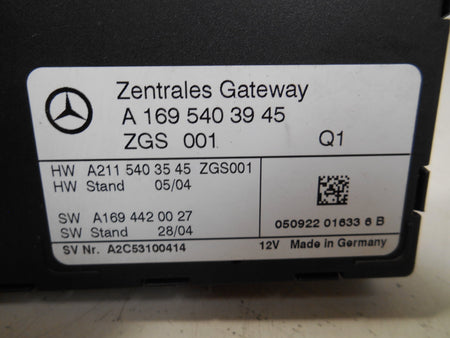 Zentrales Gateway
A 169 540 39 45
ZGS 001 Q1
HW A211 540 35 45 ZGS001
HW Stand 05/04
SW A169 442 00 27
SW Stand 28/04
050922 01633 6 B
SV Nr. A2C53100414 12V Made in Germany